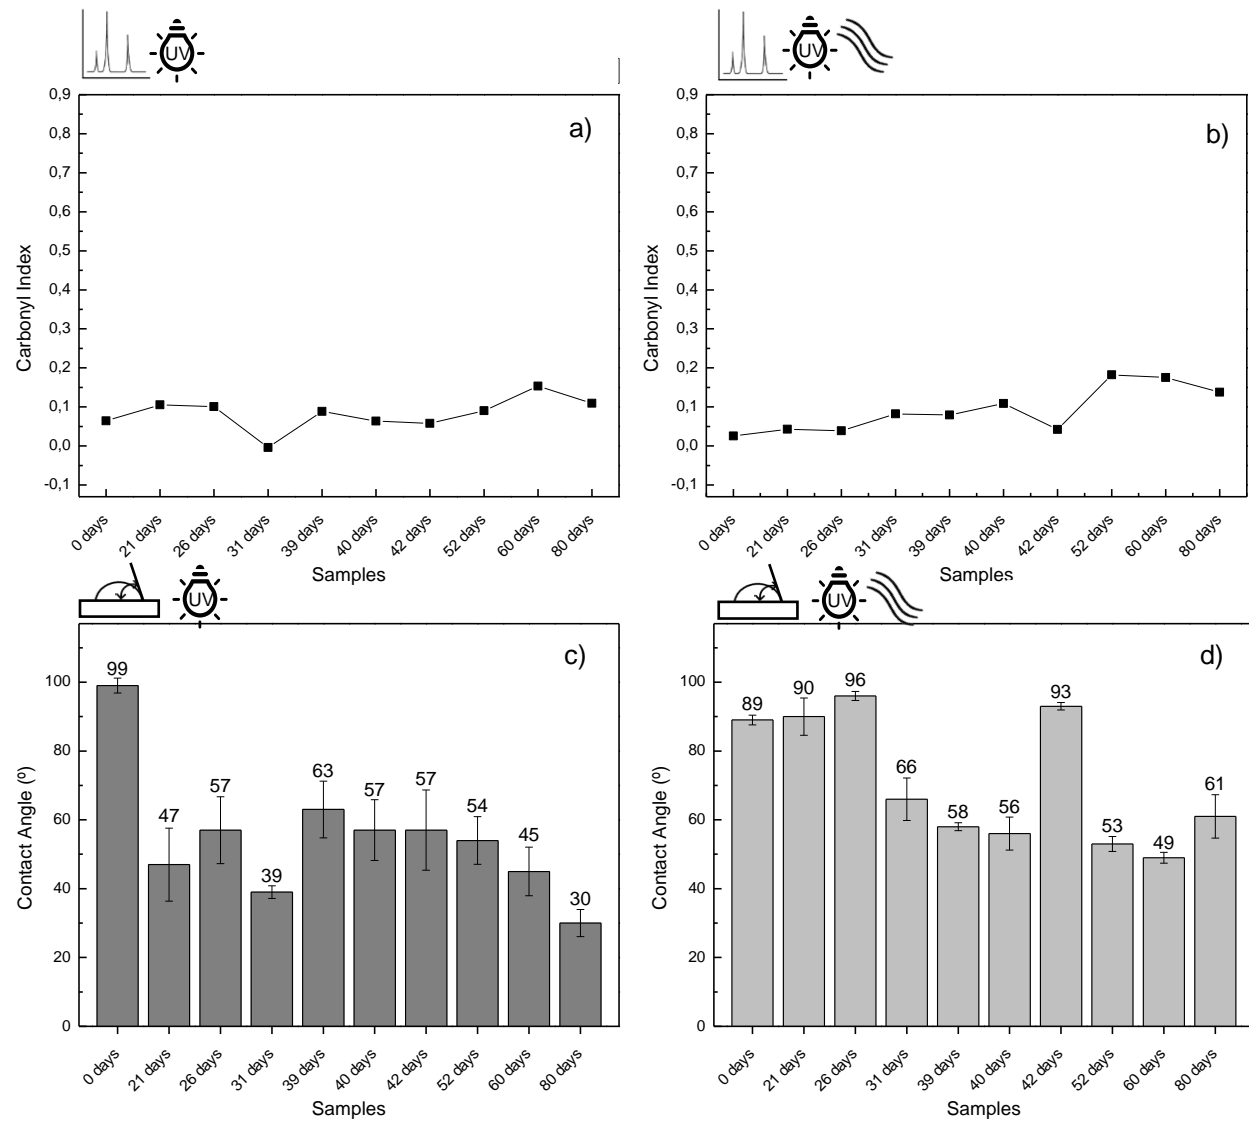 UV
UV
a)
0,9
0,8
0,7
0,6
0,5
0,4
0,3
0,2
0,1
0,0
-0,1
Carbonyl Index
0 days
21 days
26 days
31 days
39 days
40 days
42 days
52 days
60 days
80 days
Samples
b)
0,9
0,8
0,7
0,6
0,5
0,4
0,3
0,2
0,1
0,0
-0,1
Carbonyl Index
0 days
21 days
26 days
31 days
39 days
40 days
42 days
52 days
60 days
80 days
Samples
UV
UV
c)
100
80
60
40
20
0
Contact Angle (º)
99
47
57
39
63
57
57
54
45
30
0 days
21 days
26 days
31 days
39 days
40 days
42 days
52 days
60 days
80 days
Samples
d)
100
80
60
40
20
0
Contact Angle (º)
89
90
96
66
58
56
93
53
49
61
0 days
21 days
26 days
31 days
39 days
40 days
42 days
52 days
60 days
80 days
Samples